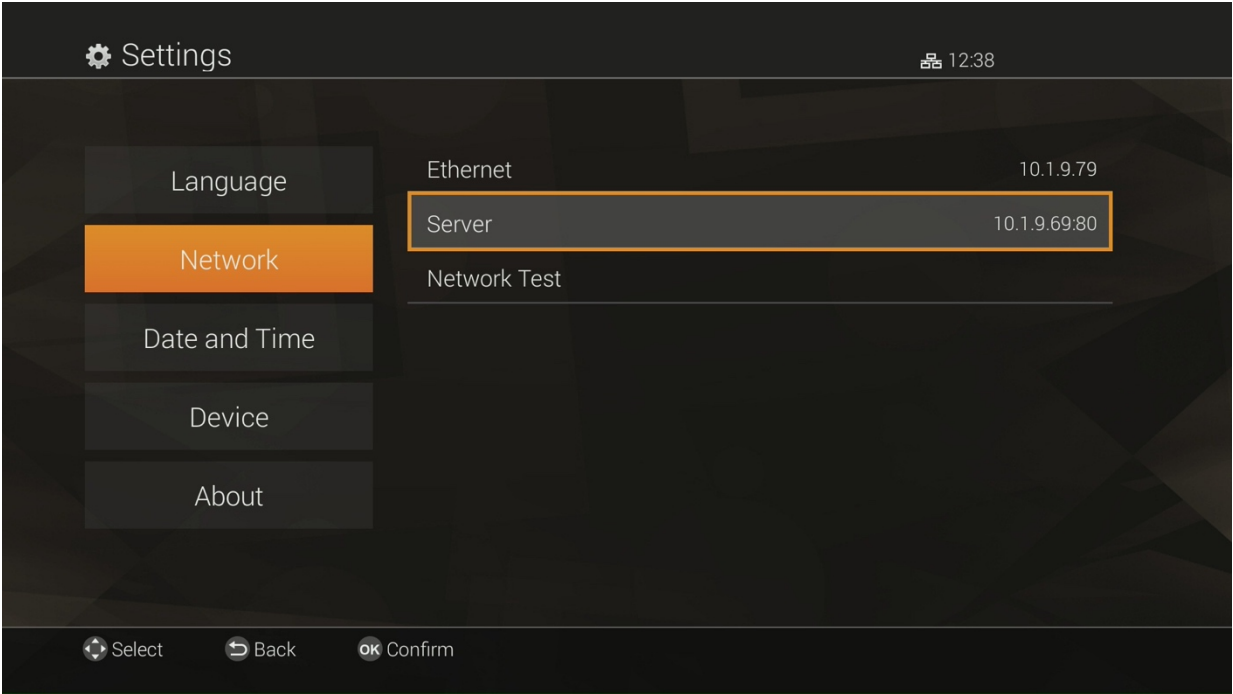 Settings
12:38
Language
Network
Date and Time
Device
About
Ethernet 10.1.9.79
Server 10.1.9.69:80
Network Test
Select Back OK Confirm